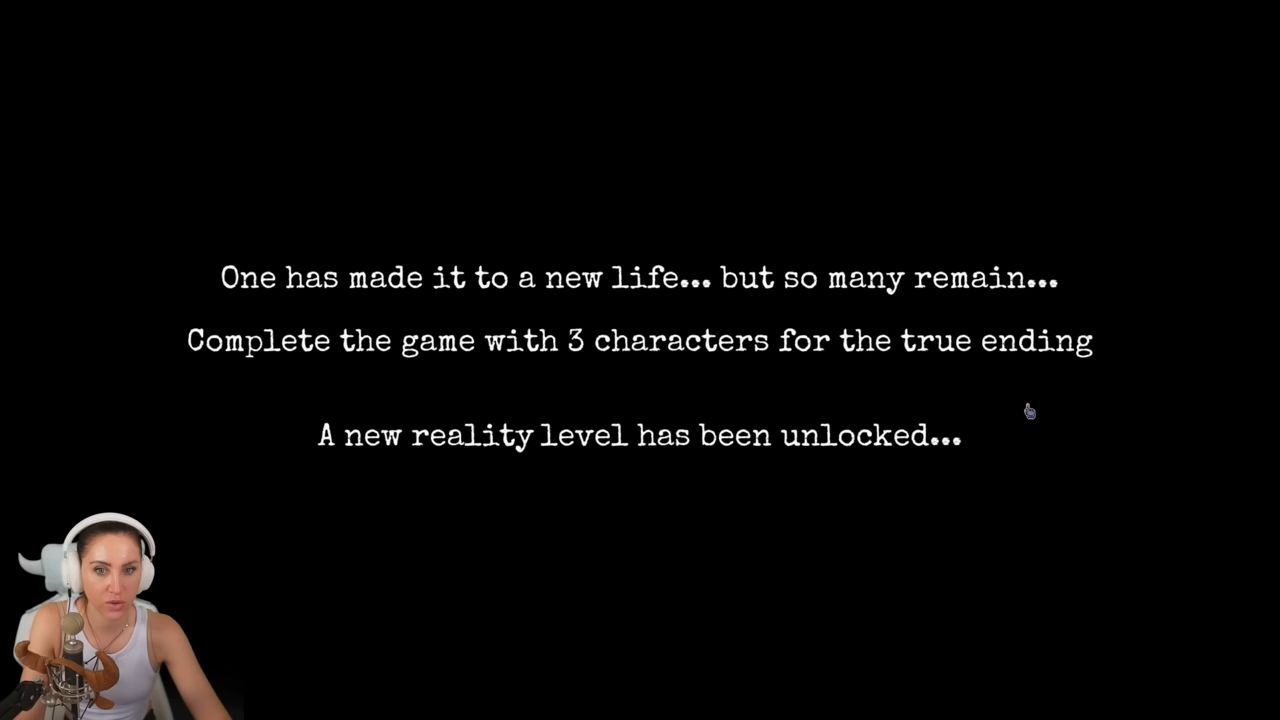 One has made it to a new life... but so many remain...
Complete the game with 3 characters for the true ending
A new reality level has been unlocked...